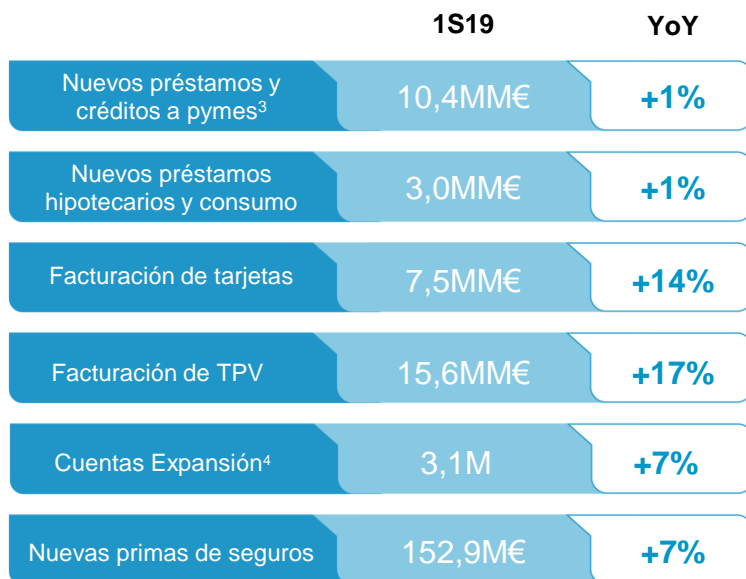 1S19 YoY
Nuevos préstamos y
créditos a pymes³ 10,4MM€ +1%
Nuevos préstamos
hipotecarios y consumo 3,0MM€ +1%
Facturación de tarjetas 7,5MM€ +14%
Facturación de TPV 15,6MM€ +17%
Cuentas Expansión⁴ 3,1M +7%
Nuevas primas de seguros 152,9M€ +7%